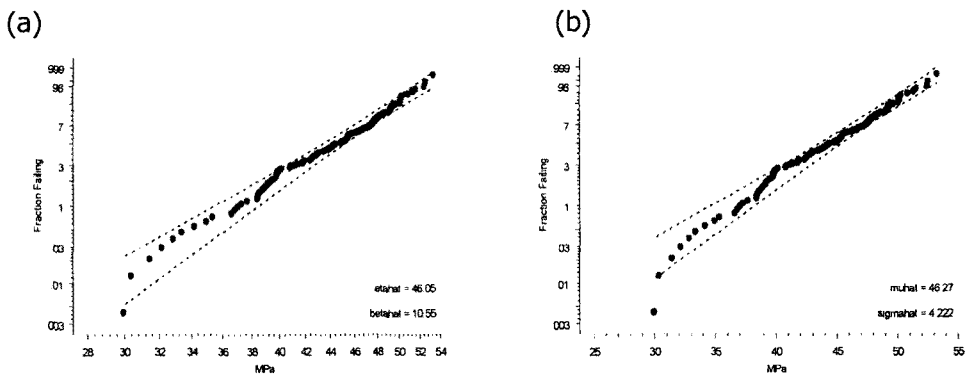 (a)
(b)
Fraction Failing
999
98
7
3
1
03
01
003
etahat = 46.05
betahat = 10.55
28 30 32 34 36 38 40 42 44 46 48 50 52 54
MPa
Fraction Failing
999
98
7
3
1
03
01
003
muhat = 46.27
sigmahat = 4.222
25 30 35 40 45 50 55
MPa